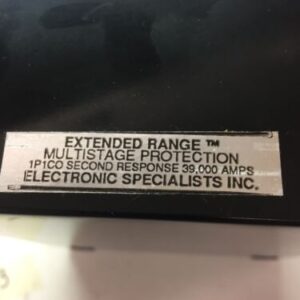 EXTENDED RANGE ™
MULTISTAGE PROTECTION
1P1CO SECOND RESPONSE 39,000 AMPS
ELECTRONIC SPECIALISTS INC.